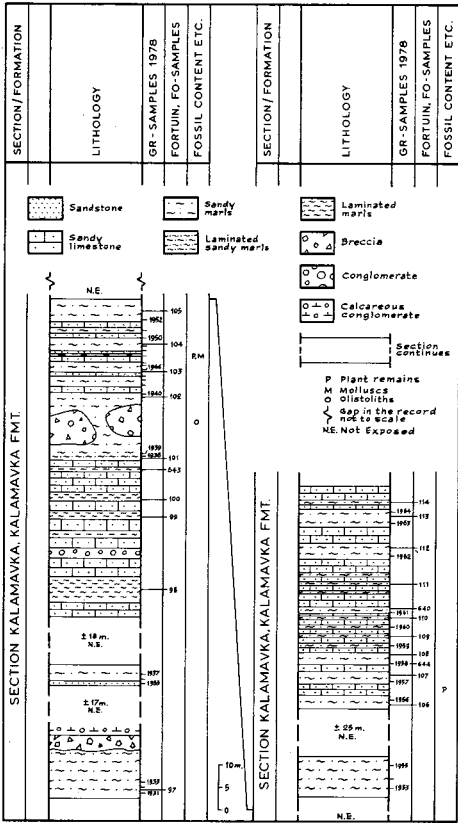 SECTION/FORMATION
LITHOLOGY
GR-SAMPLES 1978
FORTUIN, FO-SAMPLES
FOSSIL CONTENT ETC.
SECTION/FORMATION
LITHOLOGY
GR-SAMPLES 1978
FORTUIN, FO-SAMPLES
FOSSIL CONTENT ETC.
Sandstone
Sandy limestone
Sandy marls
Laminated sandy marls
Laminated marls
Breccia
Conglomerate
Calcareous conglomerate
Section continues
P Plant remains
M Molluscs
O Olistoliths
Gap in the record not to scale
N.E. Not Exposed
SECTION KALAMAVKA, KALAMAVKA FMT.
N.E.
105
1952
1950
104
103
1940
102
P,M
O
1939
1938
101
643
100
99
98
± 18 m.
N.E.
1937
± 17 m.
N.E.
97
1931
10 m.
5
0
SECTION KALAMAVKA, KALAMAVKA FMT.
114
1964
113
1963
112
1962
111
640
1961
110
1960
109
1959
108
1958
644
107
1957
1956
106
P
± 25 m.
N.E.
1955
1953
N.E.